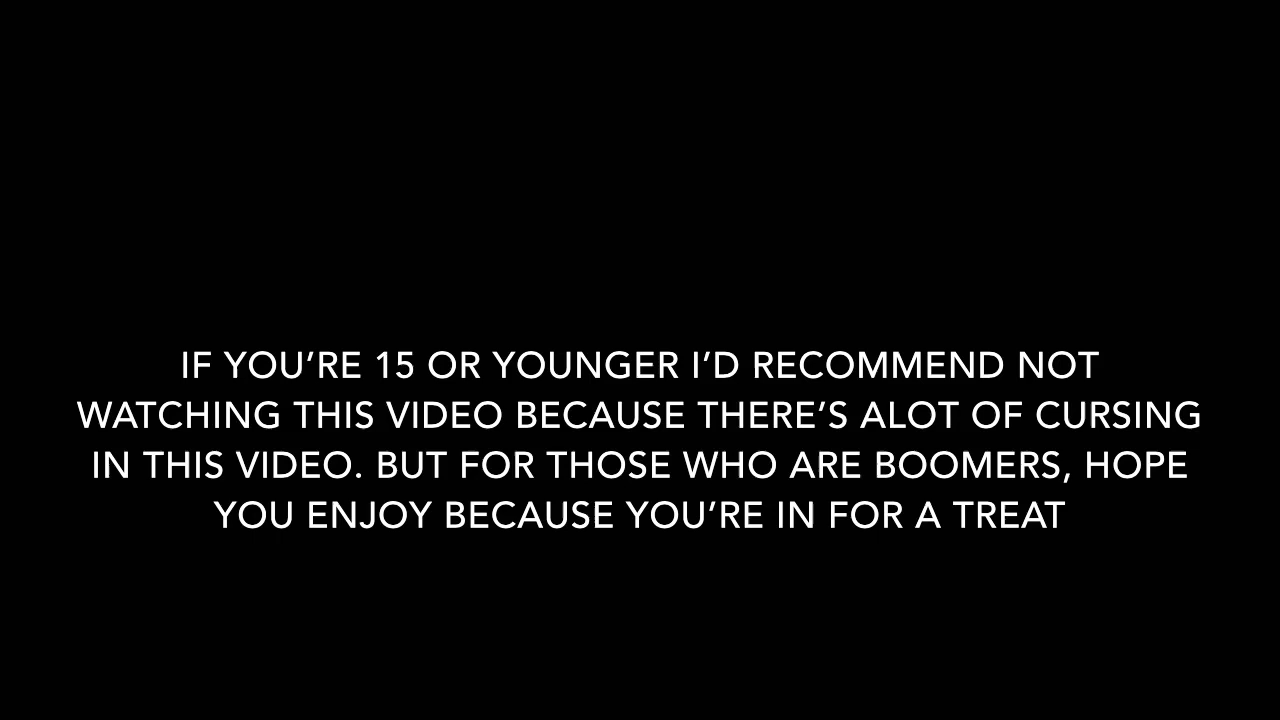 IF YOU’RE 15 OR YOUNGER I’D RECOMMEND NOT
WATCHING THIS VIDEO BECAUSE THERE’S ALOT OF CURSING
IN THIS VIDEO. BUT FOR THOSE WHO ARE BOOMERS, HOPE
YOU ENJOY BECAUSE YOU’RE IN FOR A TREAT